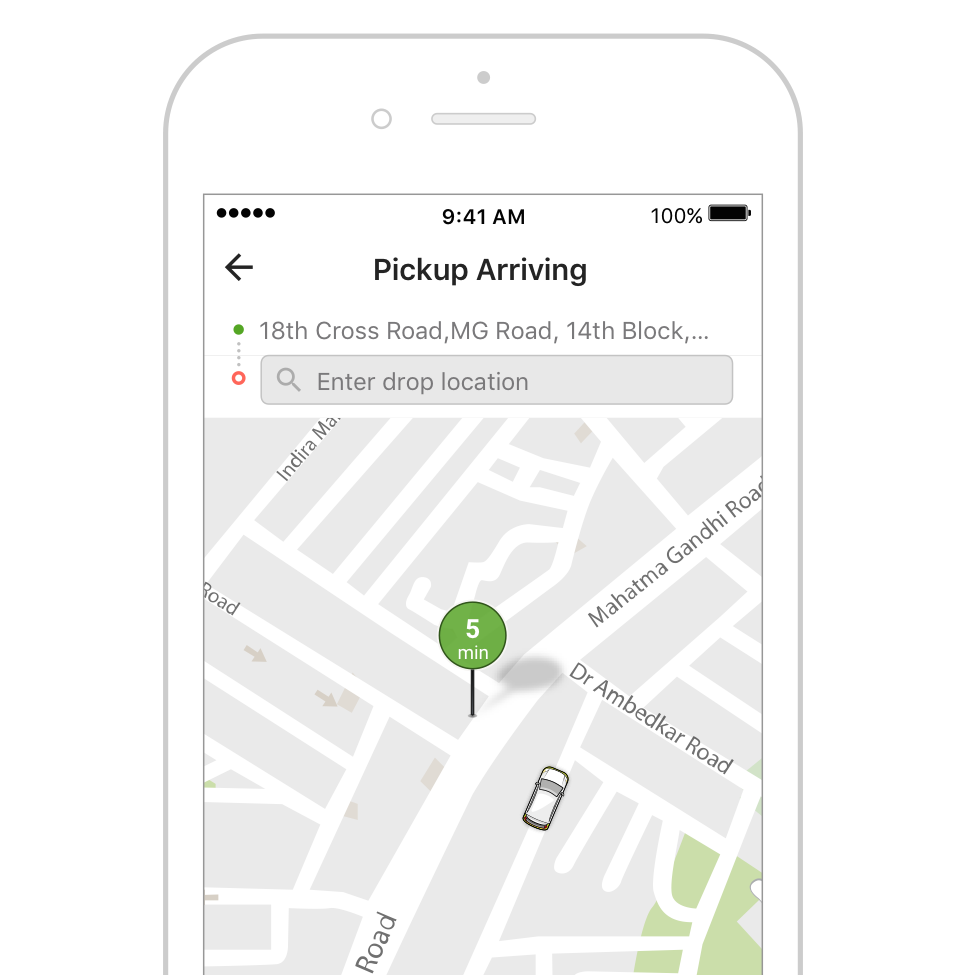 9:41 AM
100%
Pickup Arriving
18th Cross Road,MG Road, 14th Block,...
Enter drop location
Indira
Mahatma Gandhi Road
Road
5
min
Dr Ambedkar Road
Road